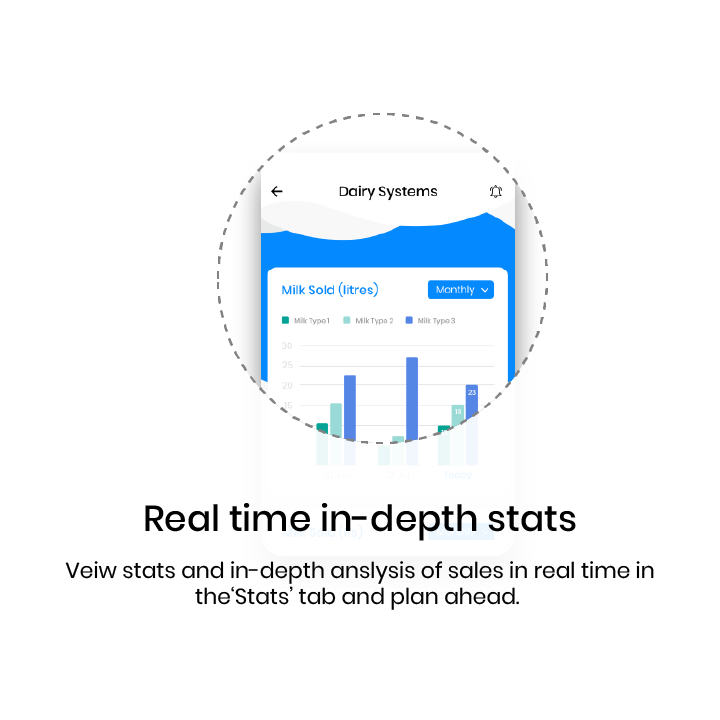 Dairy Systems
Milk Sold (litres)
Monthly
Milk Type 1 Milk Type 2 Milk Type 3
30
25
20
15
23
18
Today
Real time in-depth stats
Veiw stats and in-depth anslysis of sales in real time in
the‘Stats’ tab and plan ahead.